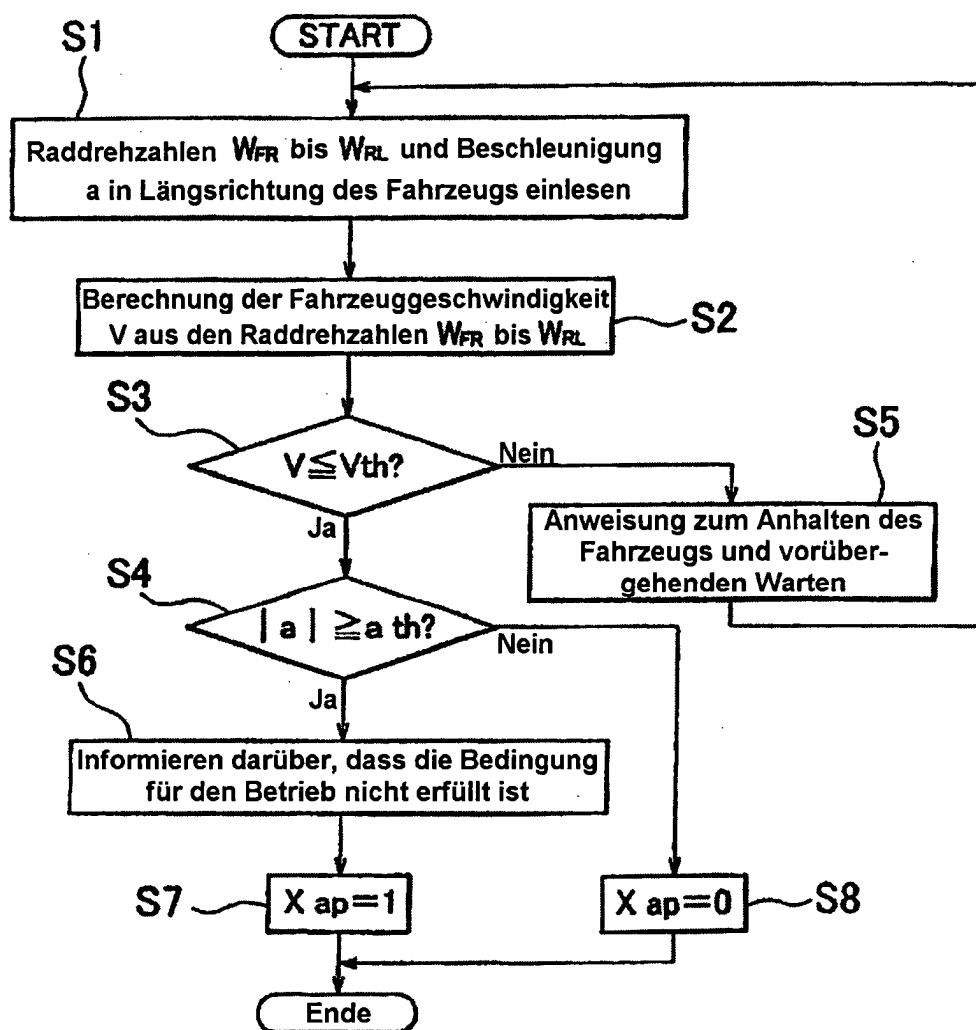 S1
START
Raddrehzahlen WFR bis WRL und Beschleunigung
a in Längsrichtung des Fahrzeugs einlesen
Berechnung der Fahrzeuggeschwindigkeit
V aus den Raddrehzahlen WFR bis WRL
S2
S3
V≦Vth?
Nein
Ja
S5
Anweisung zum Anhalten des
Fahrzeugs und vorüber-
gehenden Warten
S4
| a | ≧a th?
Nein
Ja
S6
Informieren darüber, dass die Bedingung
für den Betrieb nicht erfüllt ist
S7
X ap=1
X ap=0
S8
Ende